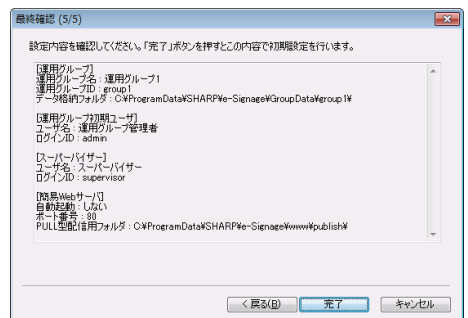 最終確認 (5/5)
設定内容を確認してください。「完了」ボタンを押すとこの内容で初期設定を行います。
[運用グループ]
運用グループ名 : 運用グループ1
運用グループID : group1
データ格納フォルダ : C:¥ProgramData¥SHARP¥e-Signage¥GroupData¥group1¥
[運用グループ初期ユーザ]
ユーザ名 : 運用グループ管理者
ログインID : admin
[スーパーバイザー]
ユーザ名 : スーパーバイザー
ログインID : supervisor
[簡易Webサーバ]
自動起動 : しない
ポート番号 : 80
PULL型配信用フォルダ : C:¥ProgramData¥SHARP¥e-Signage¥www¥publish¥
< 戻る(B) 完了 キャンセル